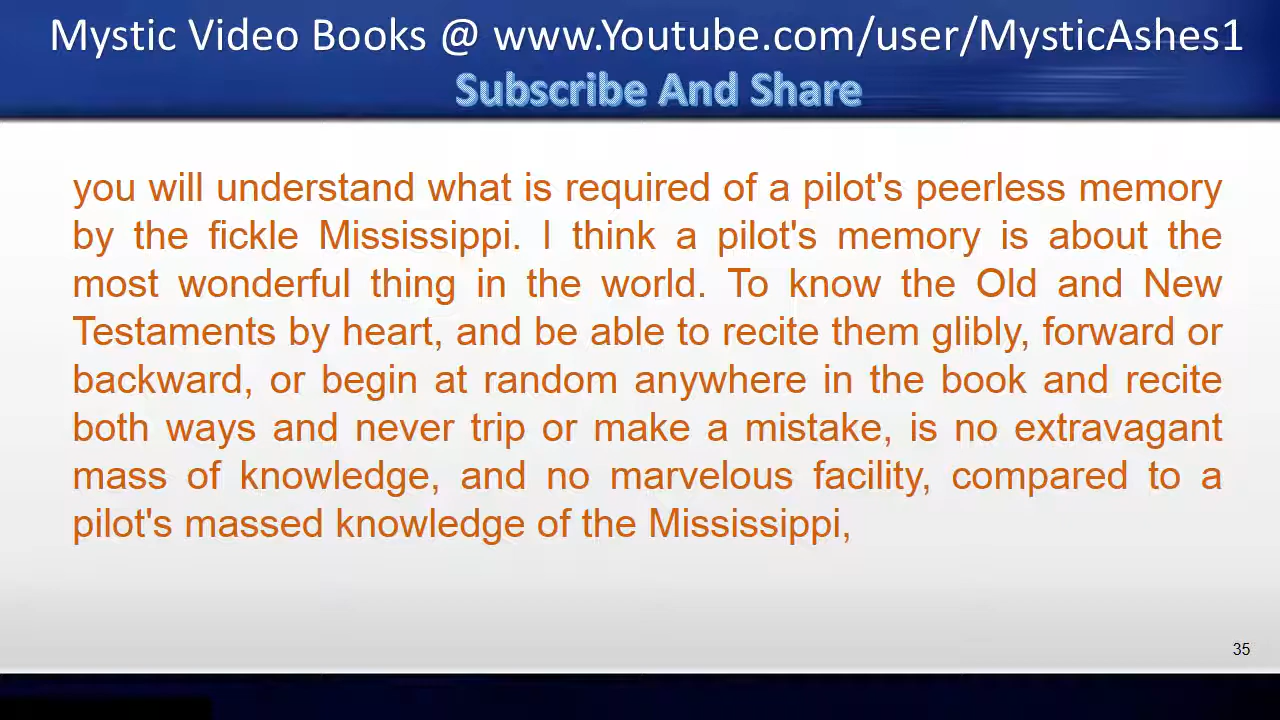 Mystic Video Books @ www.Youtube.com/user/MysticAshes1
Subscribe And Share
you will understand what is required of a pilot's peerless memory
by the fickle Mississippi. I think a pilot's memory is about the
most wonderful thing in the world. To know the Old and New
Testaments by heart, and be able to recite them glibly, forward or
backward, or begin at random anywhere in the book and recite
both ways and never trip or make a mistake, is no extravagant
mass of knowledge, and no marvelous facility, compared to a
pilot's massed knowledge of the Mississippi,
35